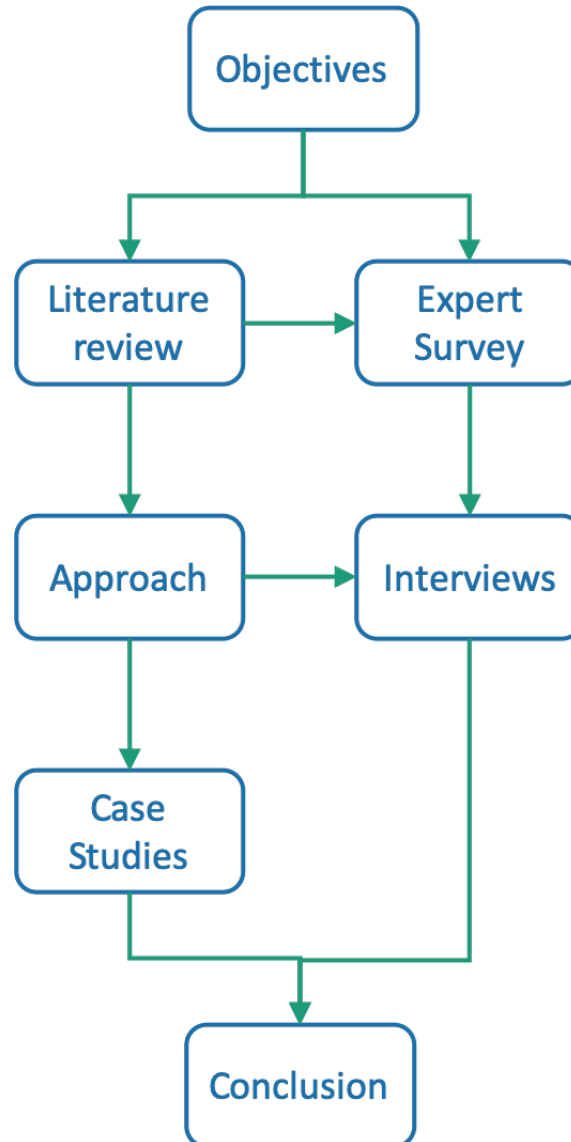 Objectives
Literature
review
Expert
Survey
Approach
Interviews
Case
Studies
Conclusion